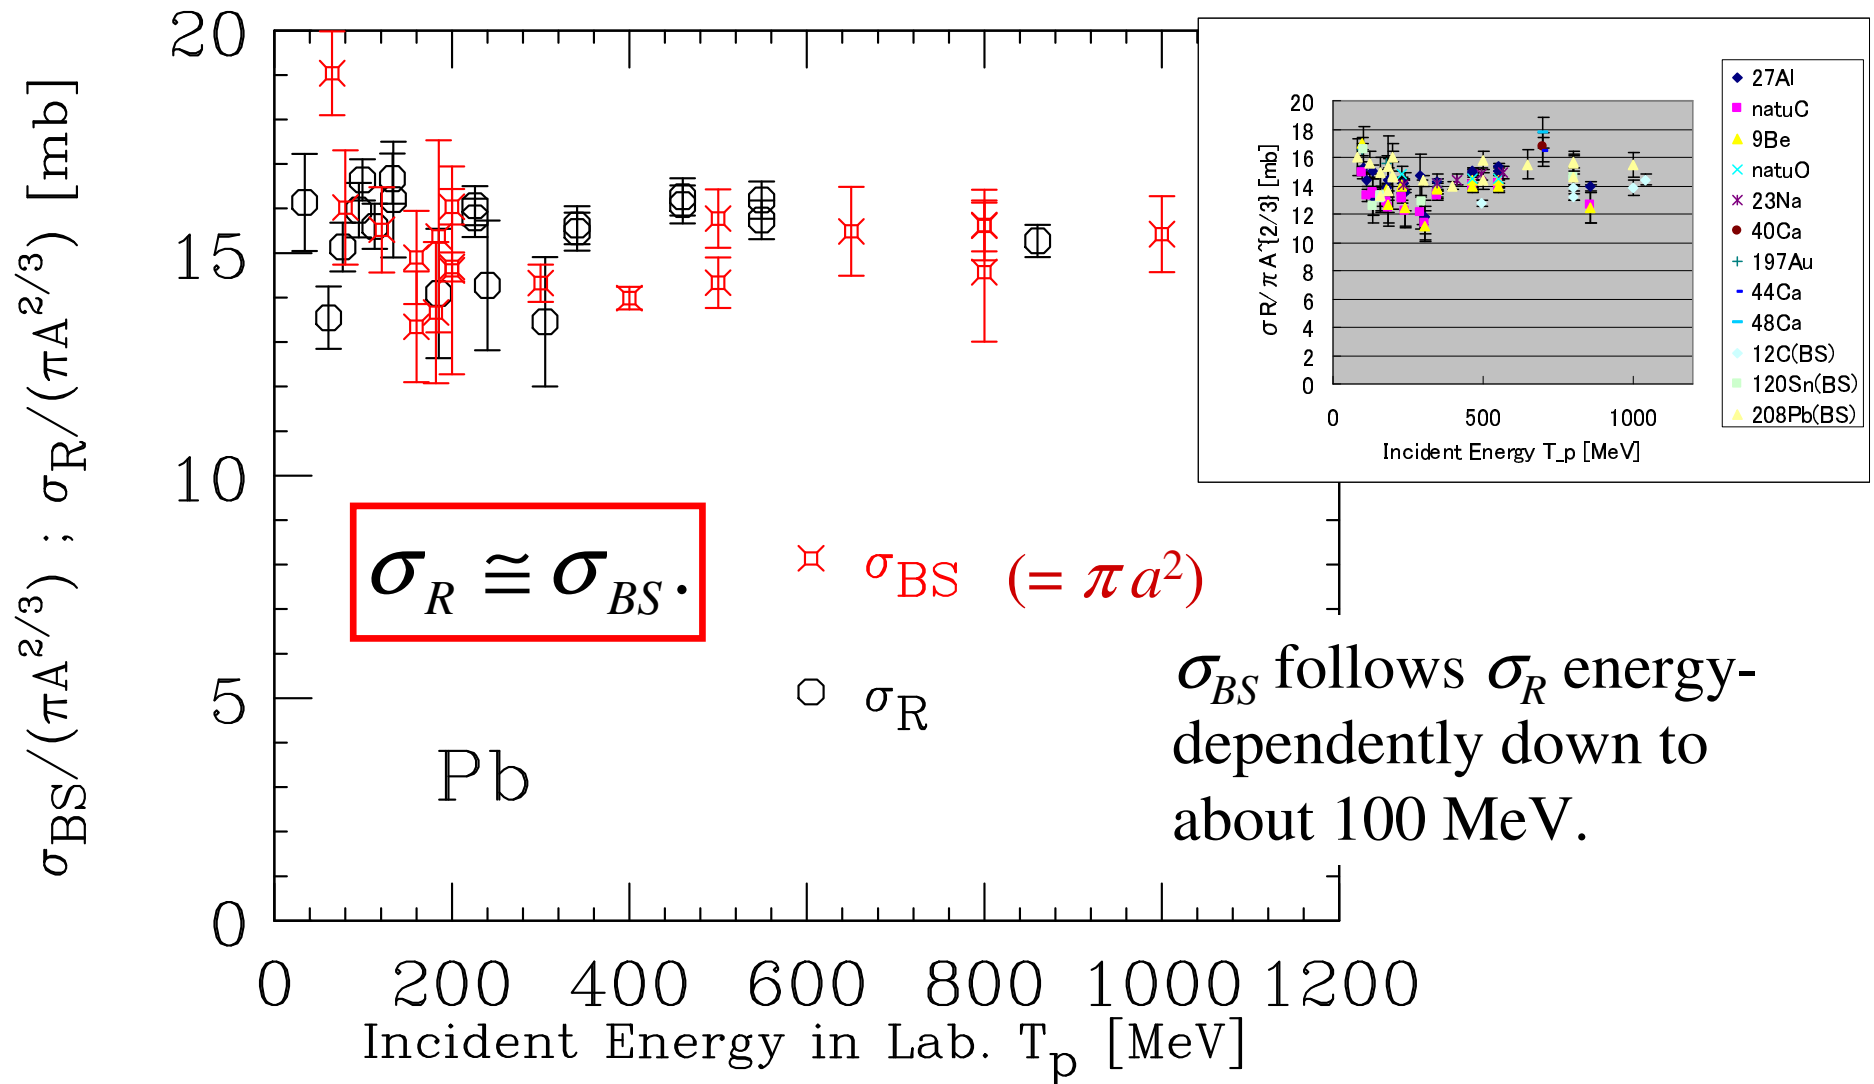 20
15
10
5
0
0 200 400 600 800 1000 1200
σBS/(πA^2/3) ; σR/(πA^2/3) [mb]
Incident Energy in Lab. Tp [MeV]
σR ≅ σBS.
σBS (= πa²)
σR
Pb
σBS follows σR energy-
dependently down to
about 100 MeV.
20
18
16
14
12
10
8
6
4
2
0
0 500 1000
σR/πA^{2/3} [mb]
Incident Energy T_p [MeV]
27Al
natuC
9Be
natuO
23Na
40Ca
197Au
44Ca
48Ca
12C(BS)
120Sn(BS)
208Pb(BS)